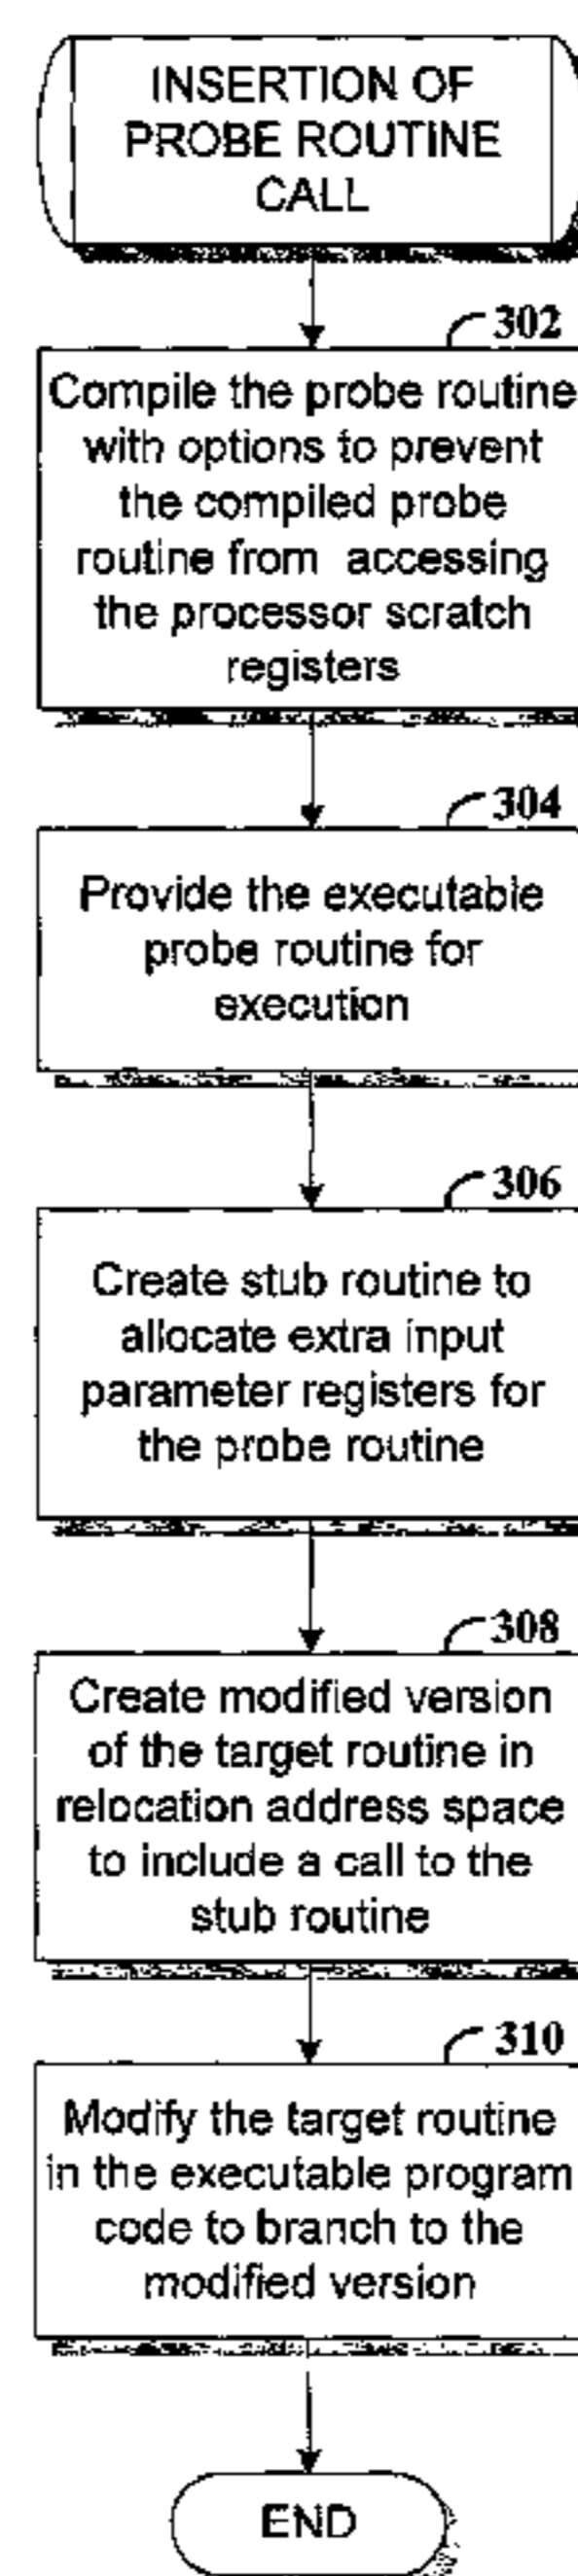 INSERTION OF
PROBE ROUTINE
CALL
302
Compile the probe routine
with options to prevent
the compiled probe
routine from accessing
the processor scratch
registers
304
Provide the executable
probe routine for
execution
306
Create stub routine to
allocate extra input
parameter registers for
the probe routine
308
Create modified version
of the target routine in
relocation address space
to include a call to the
stub routine
310
Modify the target routine
in the executable program
code to branch to the
modified version
END